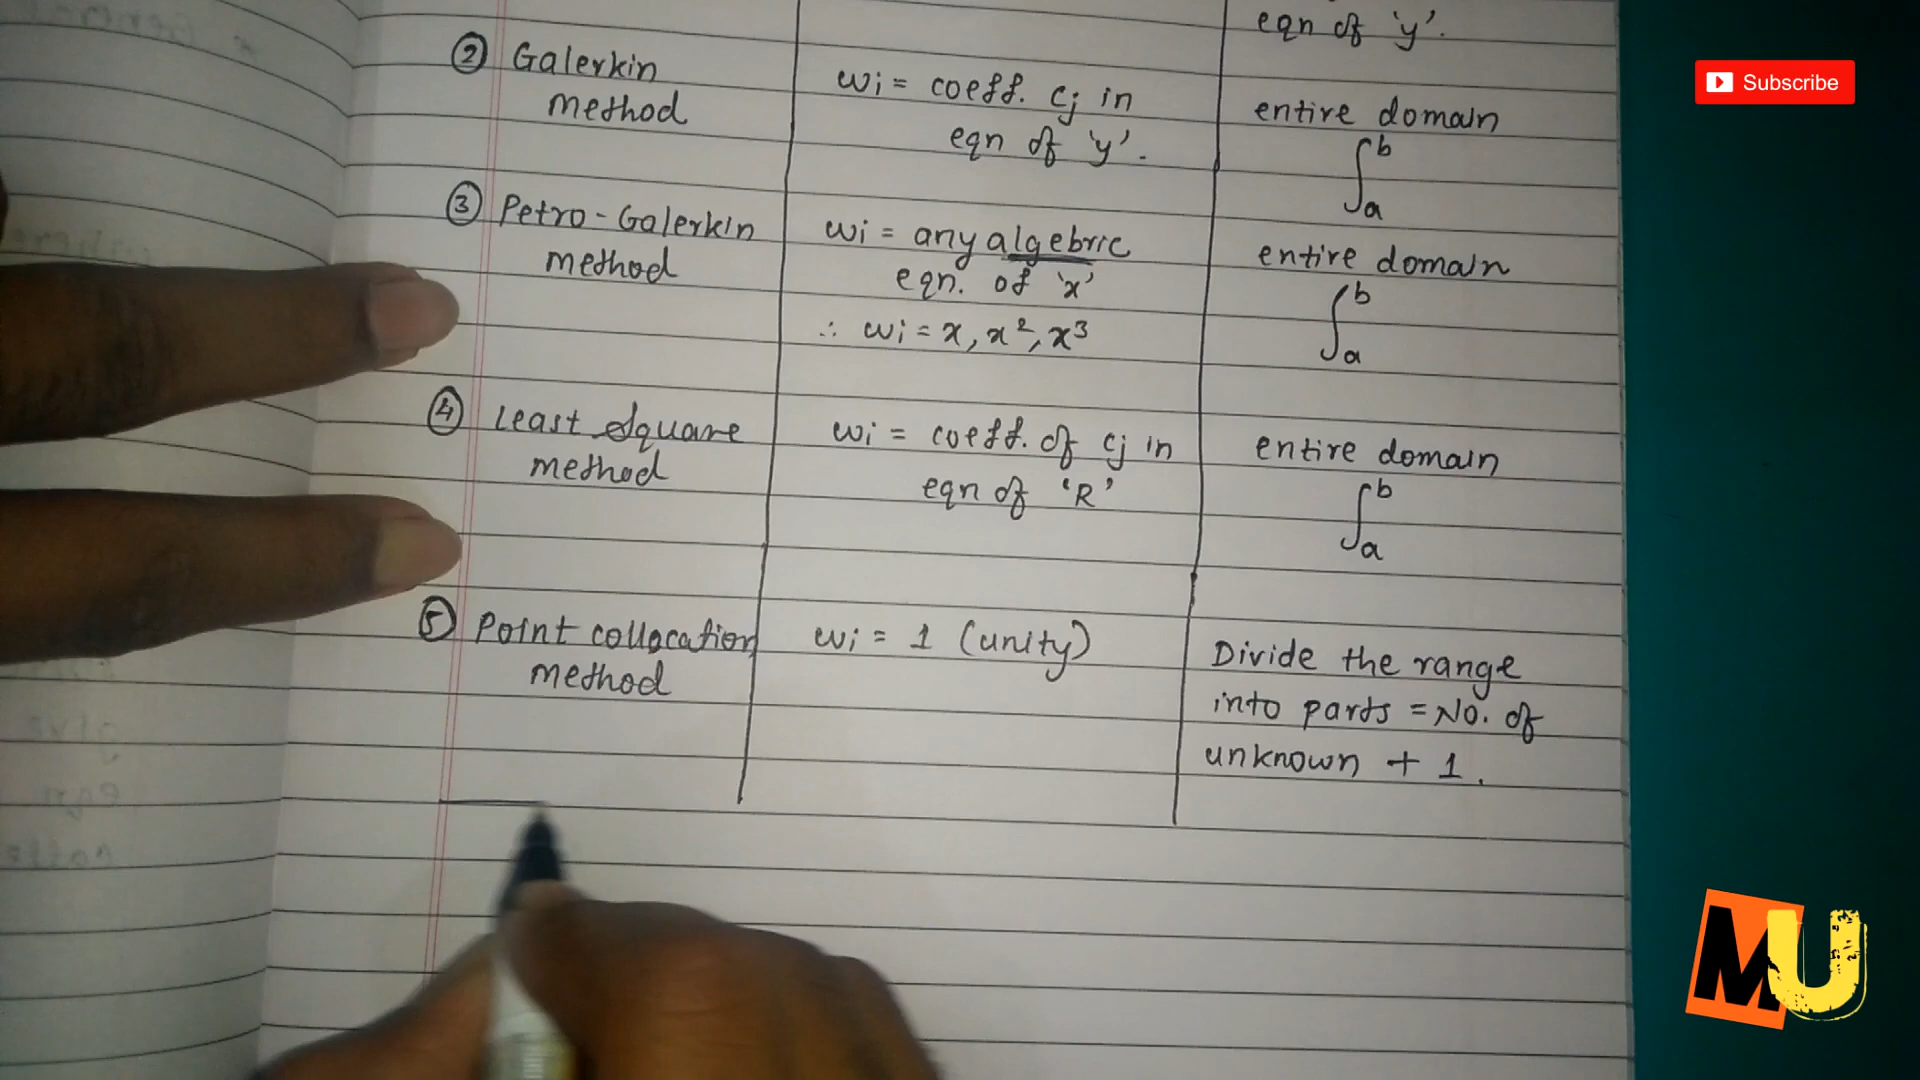 eqn of 'y'.
② Galerkin
method
wi = coeff. cj in
eqn of 'y'.
entire domain
∫ b
a
③ Petro-Galerkin
method
wi = any algebric
eqn. of 'x'
∴ wi = x, x², x³
entire domain
∫ b
a
④ Least square
method
wi = coeff. of cj in
eqn of 'R'
entire domain
∫ b
a
⑤ Point collocation
method
wi = 1 (unity)
Divide the range
into parts = No. of
unknown + 1.
Subscribe
MU